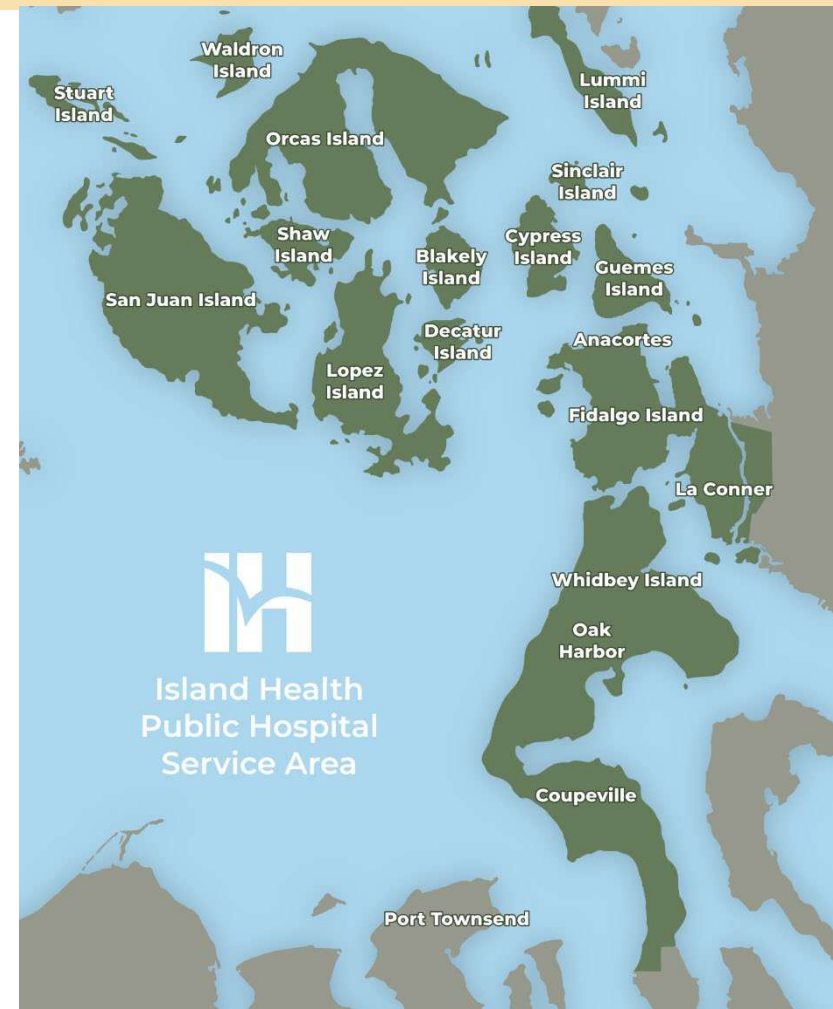 Waldron
Island
Stuart
Island
Lummi
Island
Orcas Island
Sinclair
Island
Shaw
Island
Cypress
Island
Blakely
Island
Guemes
Island
San Juan Island
Decatur
Island
Anacortes
Lopez
Island
Fidalgo Island
La Conner
Whidbey Island
Oak
Harbor
iH
Island Health
Public Hospital
Service Area
Coupeville
Port Townsend